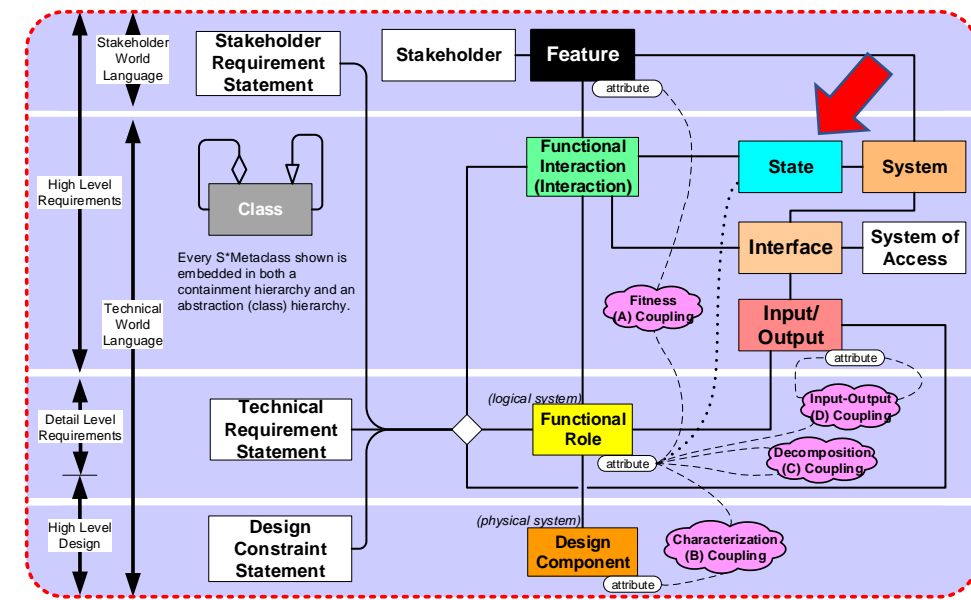 Stakeholder
World
Language
Stakeholder
Requirement
Statement
Stakeholder
Feature
attribute
High Level
Requirements
Class
Every S*Metaclass shown is
embedded in both a
containment hierarchy and an
abstraction (class) hierarchy.
Functional
Interaction
(Interaction)
State
System
Interface
System of
Access
Technical
World
Language
Fitness
(A) Coupling
Input/
Output
attribute
Detail Level
Requirements
Technical
Requirement
Statement
(logical system)
Functional
Role
attribute
Input-Output
(D) Coupling
Decomposition
(C) Coupling
High Level
Design
Design
Constraint
Statement
(physical system)
Design
Component
attribute
Characterization
(B) Coupling